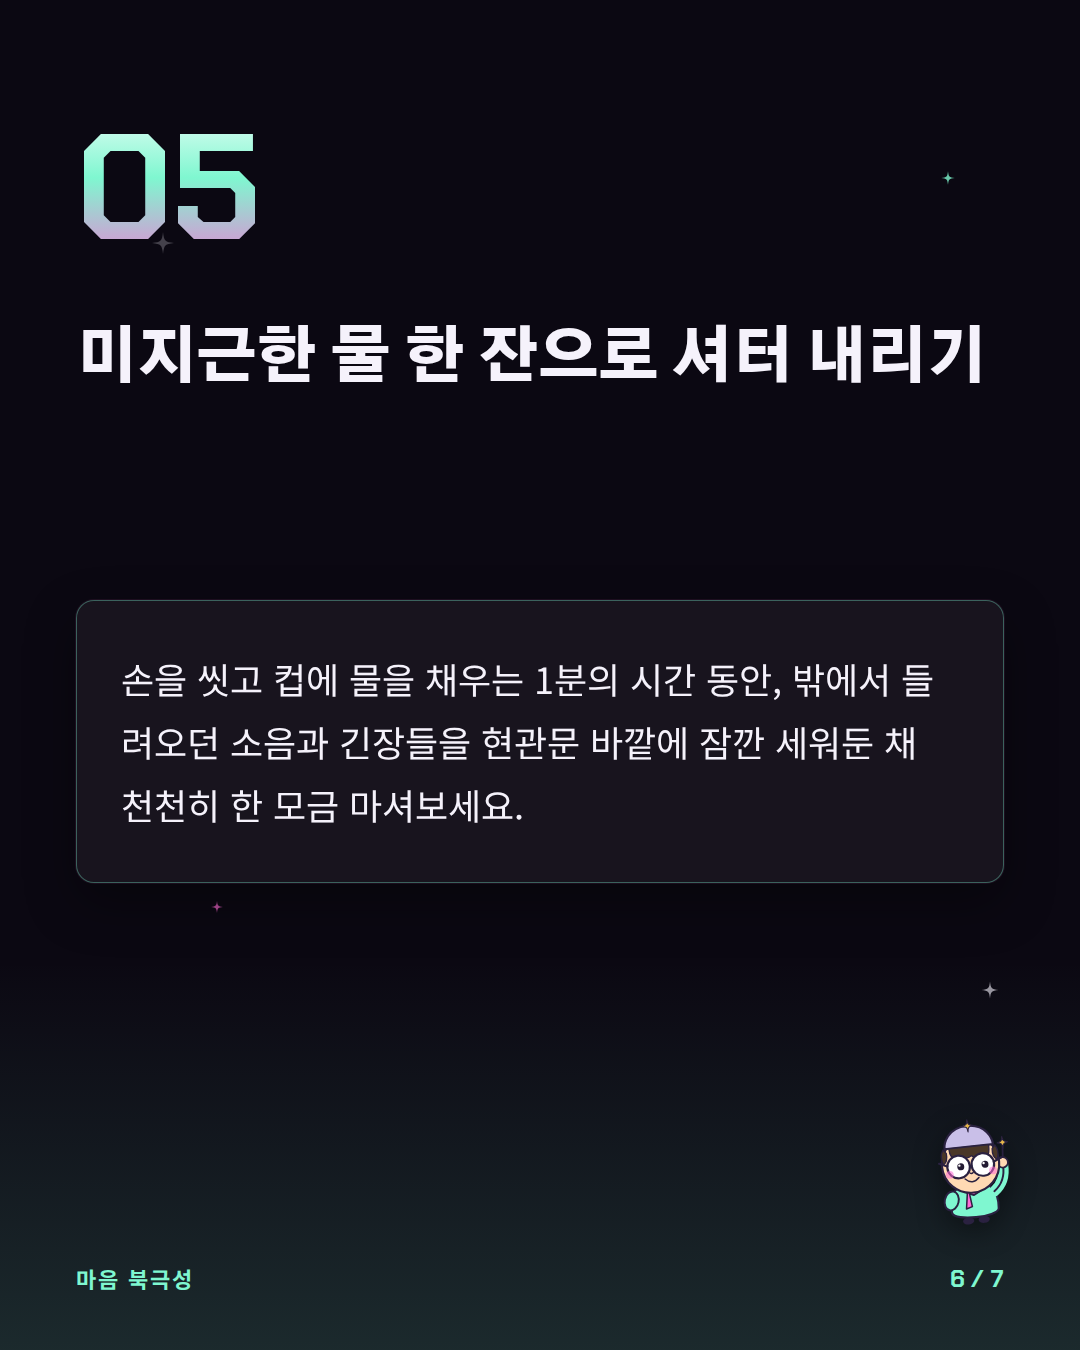 05
미지근한 물 한 잔으로 셔터 내리기
손을 씻고 컵에 물을 채우는 1분의 시간 동안, 밖에서 들
려오던 소음과 긴장들을 현관문 바깥에 잠깐 세워둔 채
천천히 한 모금 마셔보세요.
마음 북극성
6 / 7